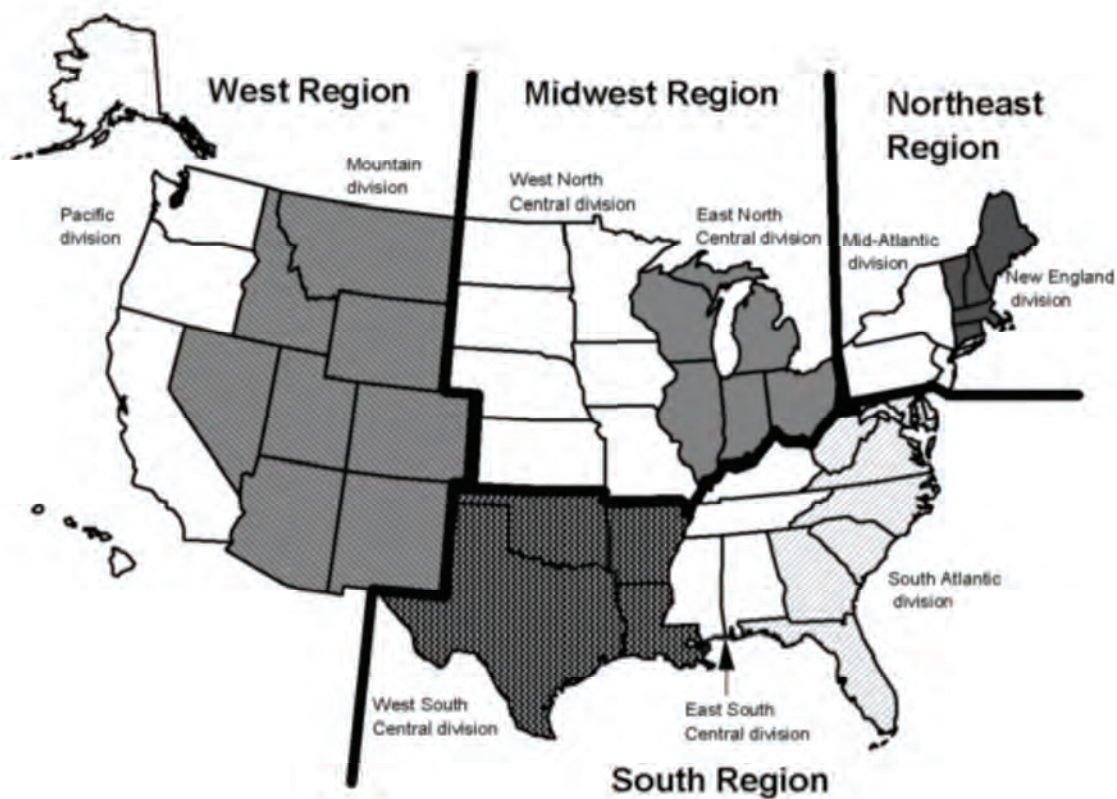 West Region
Midwest Region
Northeast
Region
Mountain
division
West North
Central division
Pacific
division
East North
Central division
Mid-Atlantic
division
New England
division
South Atlantic
division
West South
Central division
East South
Central division
South Region